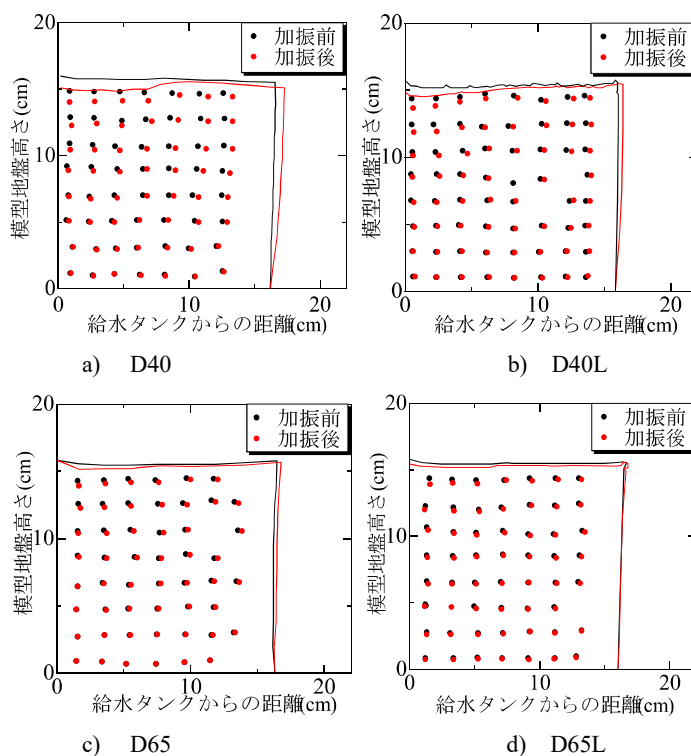 20
加振前
加振後
10
0
模型地盤高さ(cm)
0
10
20
給水タンクからの距離(cm)
a) D40
20
加振前
加振後
10
0
模型地盤高さ(cm)
0
10
20
給水タンクからの距離(cm)
b) D40L
20
加振前
加振後
10
0
模型地盤高さ(cm)
0
10
20
給水タンクからの距離(cm)
c) D65
20
加振前
加振後
10
0
模型地盤高さ(cm)
0
10
20
給水タンクからの距離(cm)
d) D65L